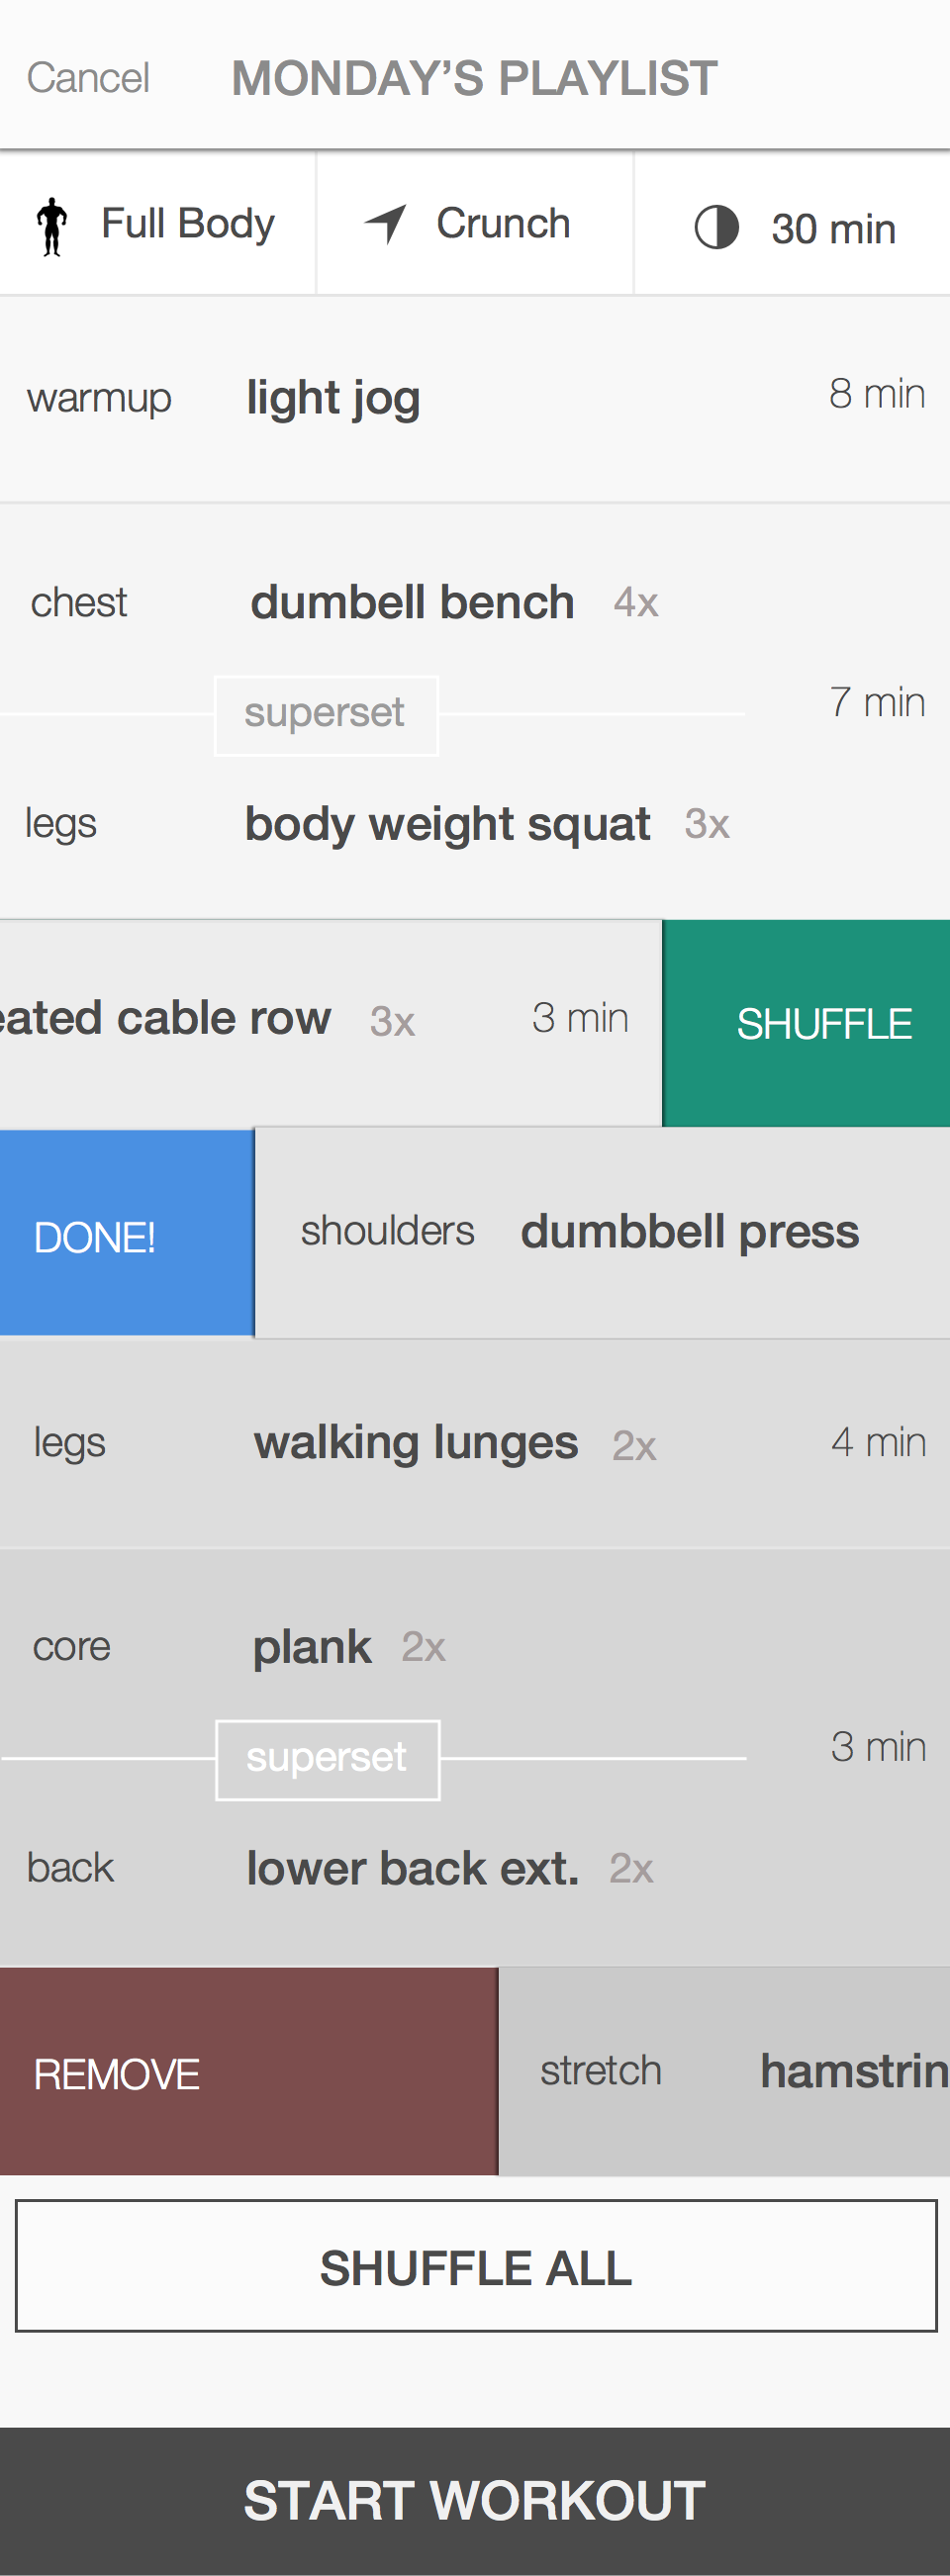 Cancel MONDAY’S PLAYLIST
Full Body Crunch 30 min
warmup light jog 8 min
chest dumbell bench 4x
superset 7 min
legs body weight squat 3x
eated cable row 3x 3 min SHUFFLE
DONE! shoulders dumbbell press
legs walking lunges 2x 4 min
core plank 2x
superset 3 min
back lower back ext. 2x
REMOVE stretch hamstrin
SHUFFLE ALL
START WORKOUT